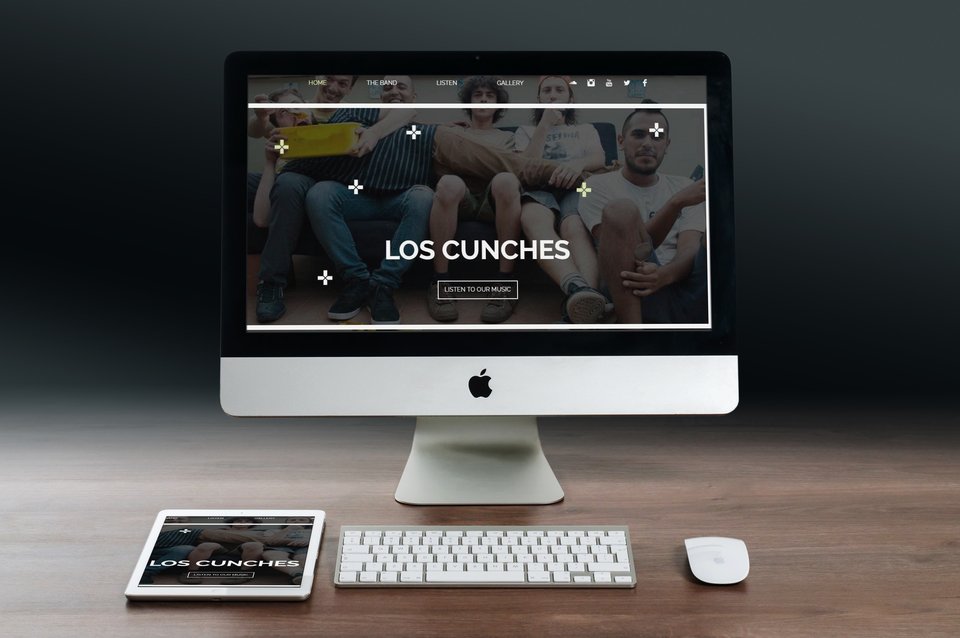 HOME THE BAND LISTEN GALLERY
LOS CUNCHES
LISTEN TO OUR MUSIC
LOS CUNCHES
LISTEN TO OUR MUSIC